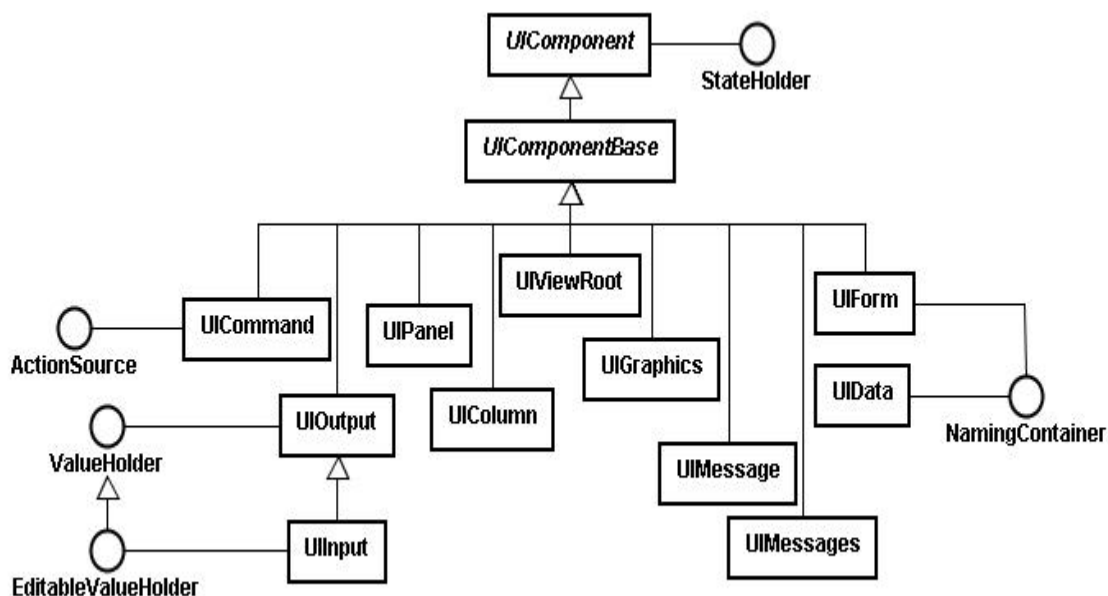 UIComponent
StateHolder
UIComponentBase
UIViewRoot
UIForm
UICommand
UIPanel
ActionSource
UIGraphics
UIData
UIOutput
UIColumn
NamingContainer
ValueHolder
UIMessage
UIInput
UIMessages
EditableValueHolder